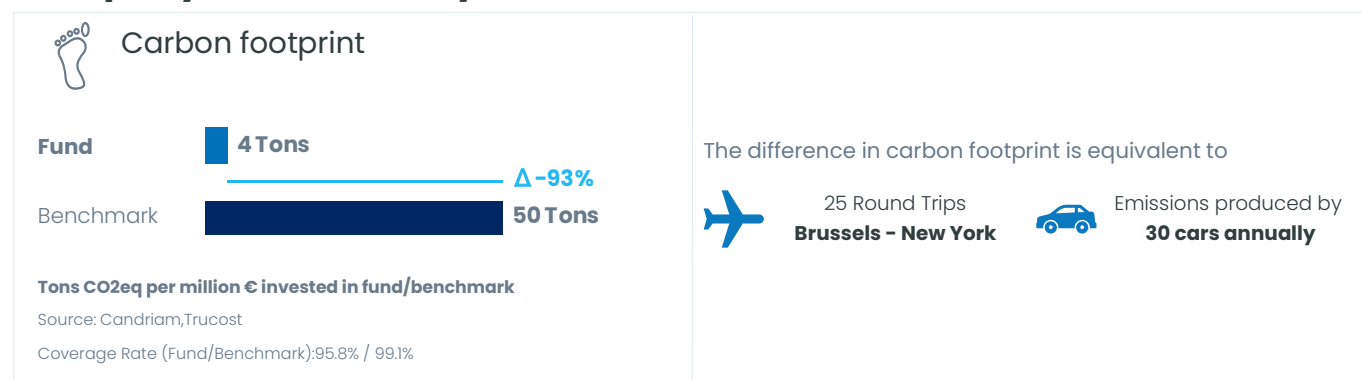 Carbon footprint
Fund
4 Tons
Δ -93%
Benchmark
50 Tons
Tons CO2eq per million € invested in fund/benchmark
Source: Candriam,Trucost
Coverage Rate (Fund/Benchmark):95.8% / 99.1%
The difference in carbon footprint is equivalent to
25 Round Trips
Brussels - New York
Emissions produced by
30 cars annually